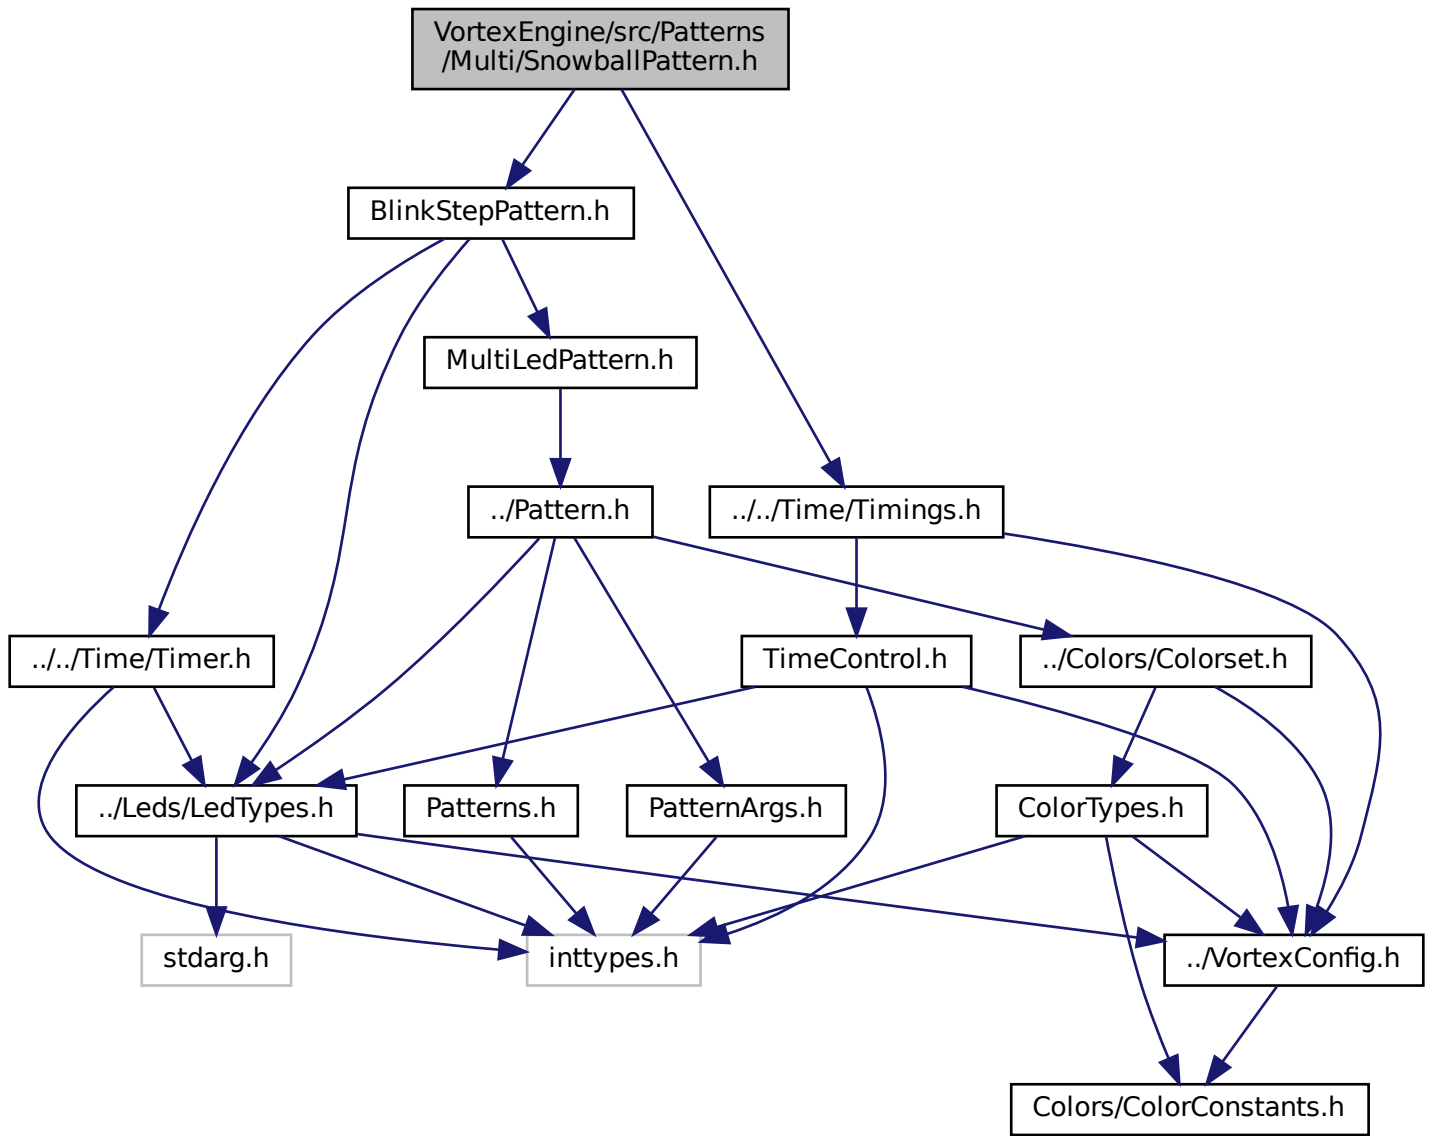 VortexEngine/src/Patterns
/Multi/SnowballPattern.h
BlinkStepPattern.h
MultiLedPattern.h
../Pattern.h
../../Time/Timings.h
../../Time/Timer.h
TimeControl.h
../Colors/Colorset.h
../Leds/LedTypes.h
Patterns.h
PatternArgs.h
ColorTypes.h
stdarg.h
inttypes.h
../VortexConfig.h
Colors/ColorConstants.h